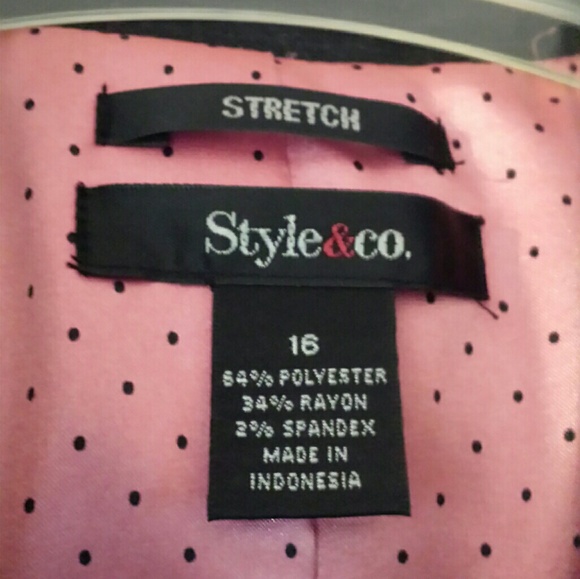 STRETCH
Style&co.
16
64% POLYESTER
34% RAYON
2% SPANDEX
MADE IN
INDONESIA